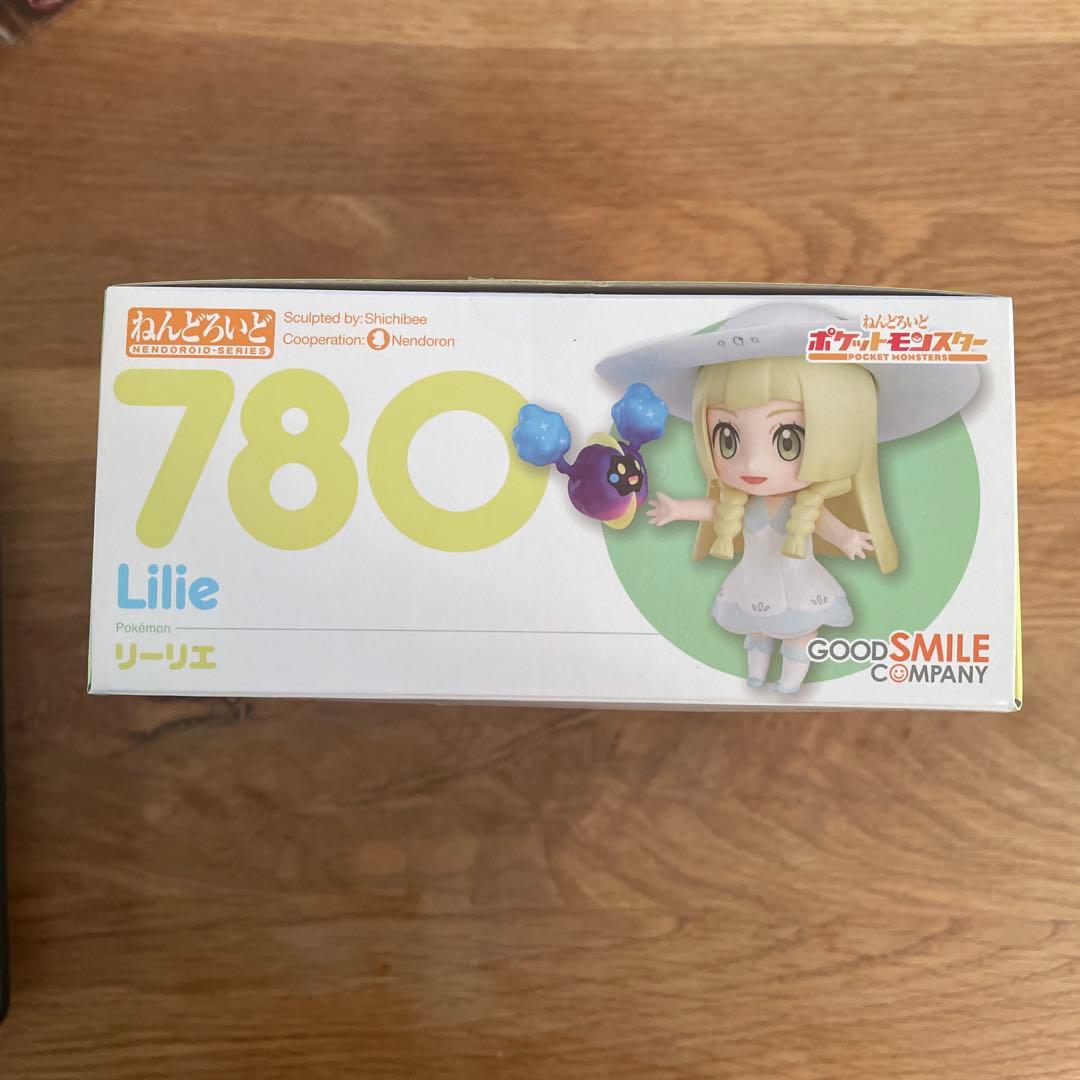 ねんどろいど
NENDOROID・SERIES
Sculpted by: Shichibee
Cooperation: Nendoron
780
Lilie
Pokémon
リーリエ
ねんどろいど
ポケットモンスター
POCKET MONSTERS
GOOD SMILE
COMPANY